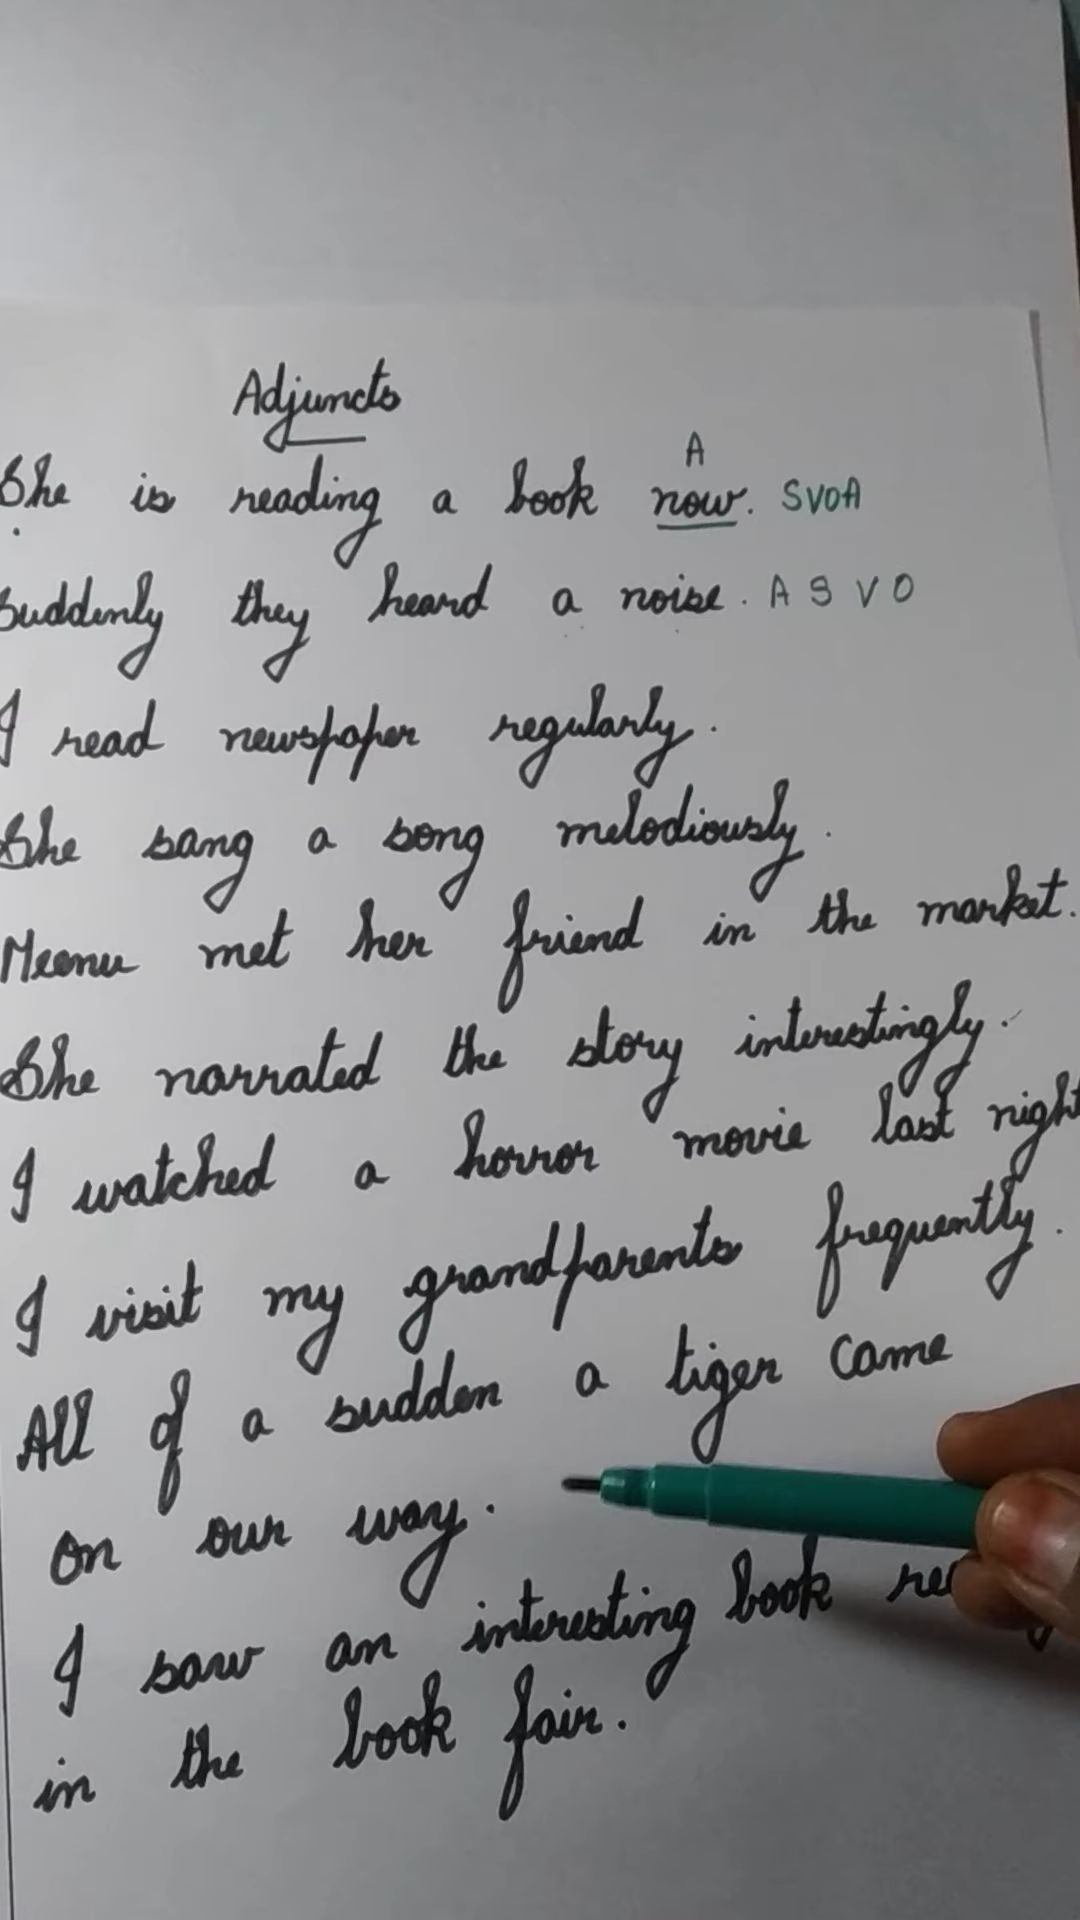 Adjuncts
A
She is reading a book now. SVOA
Suddenly they heard a noise. A S V O
I read newspaper regularly.
She sang a song melodiously.
Meenu met her friend in the market.
She narrated the story interestingly.
I watched a horror movie last night
I visit my grandparents frequently.
All of a sudden a tiger came
on our way.
I saw an interesting book
in the book fair.